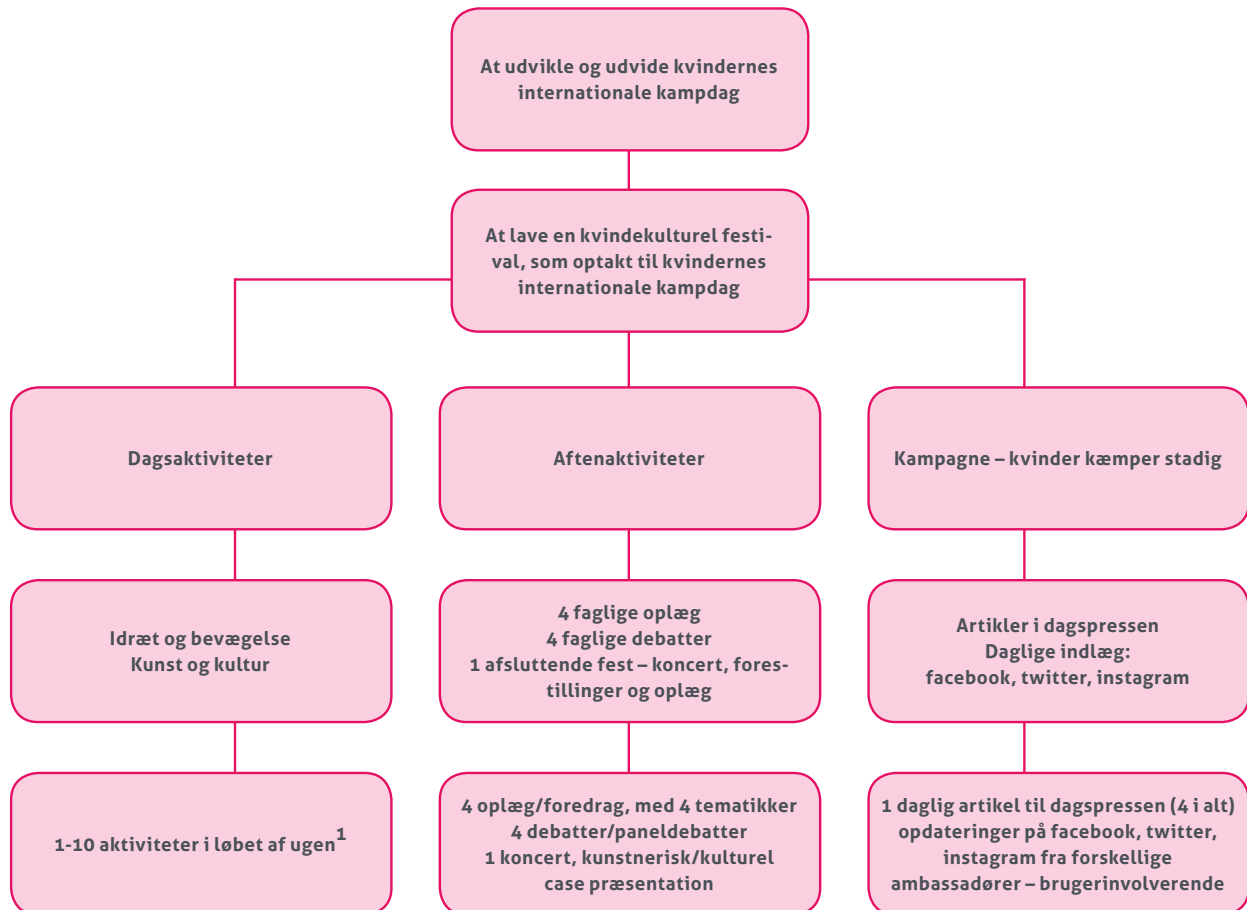 At udvikle og udvide kvindernes
internationale kampdag
At lave en kvindekulturel festi-
val, som optakt til kvindernes
internationale kampdag
Dagsaktiviteter
Aftenaktiviteter
Kampagne – kvinder kæmper stadig
Idræt og bevægelse
Kunst og kultur
4 faglige oplæg
4 faglige debatter
1 afsluttende fest – koncert, fores-
tillinger og oplæg
Artikler i dagspressen
Daglige indlæg:
facebook, twitter, instagram
1-10 aktiviteter i løbet af ugen1
4 oplæg/foredrag, med 4 tematikker
4 debatter/paneldebatter
1 koncert, kunstnerisk/kulturel
case præsentation
1 daglig artikel til dagspressen (4 i alt)
opdateringer på facebook, twitter,
instagram fra forskellige
ambassadører – brugerinvolverende